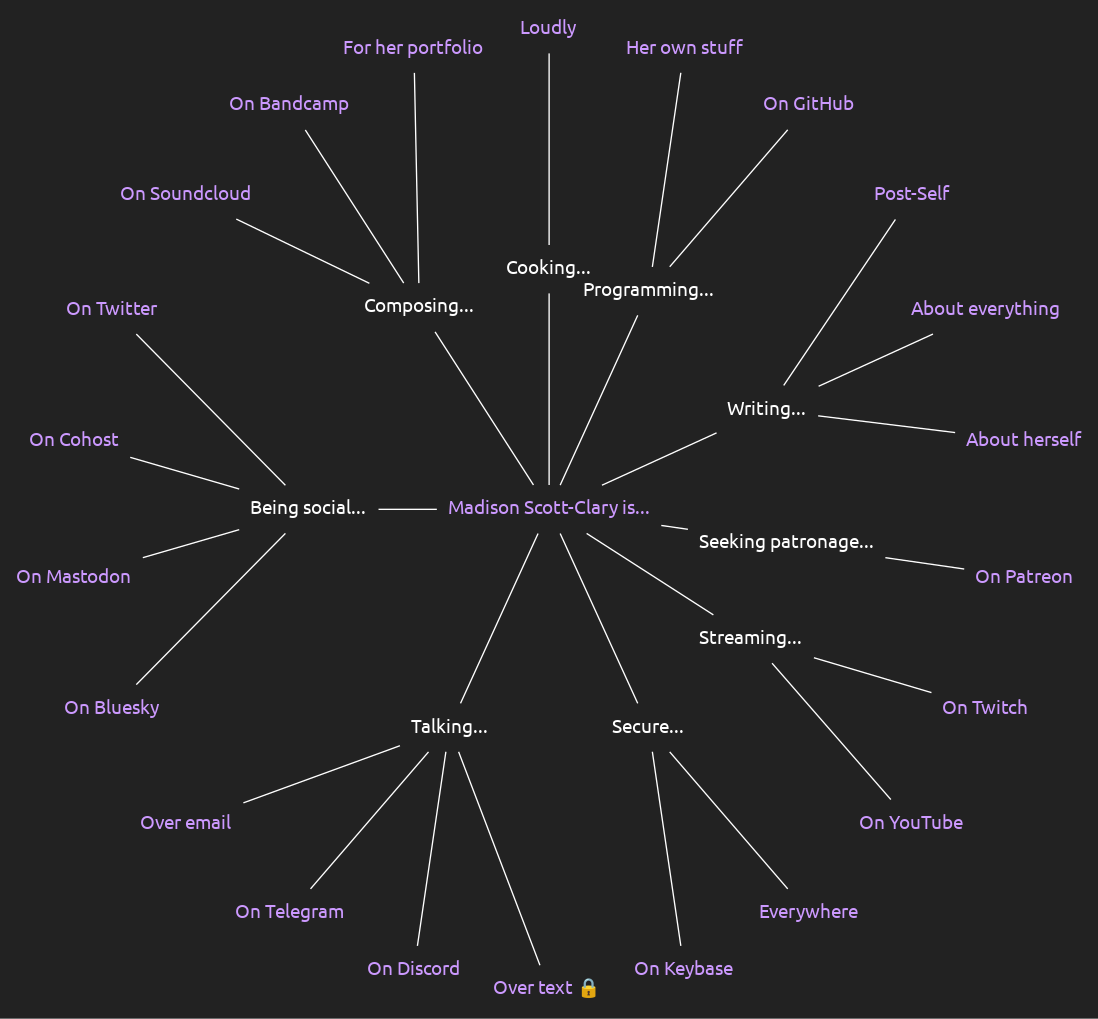 Loudly
For her portfolio
Her own stuff
On Bandcamp
On GitHub
On Soundcloud
Post-Self
Cooking...
Programming...
Composing...
On Twitter
About everything
Writing...
On Cohost
About herself
Being social...
Madison Scott-Clary is...
Seeking patronage...
On Mastodon
On Patreon
Streaming...
On Bluesky
On Twitch
Talking...
Secure...
Over email
On YouTube
On Telegram
Everywhere
On Discord
On Keybase
Over text 🔒